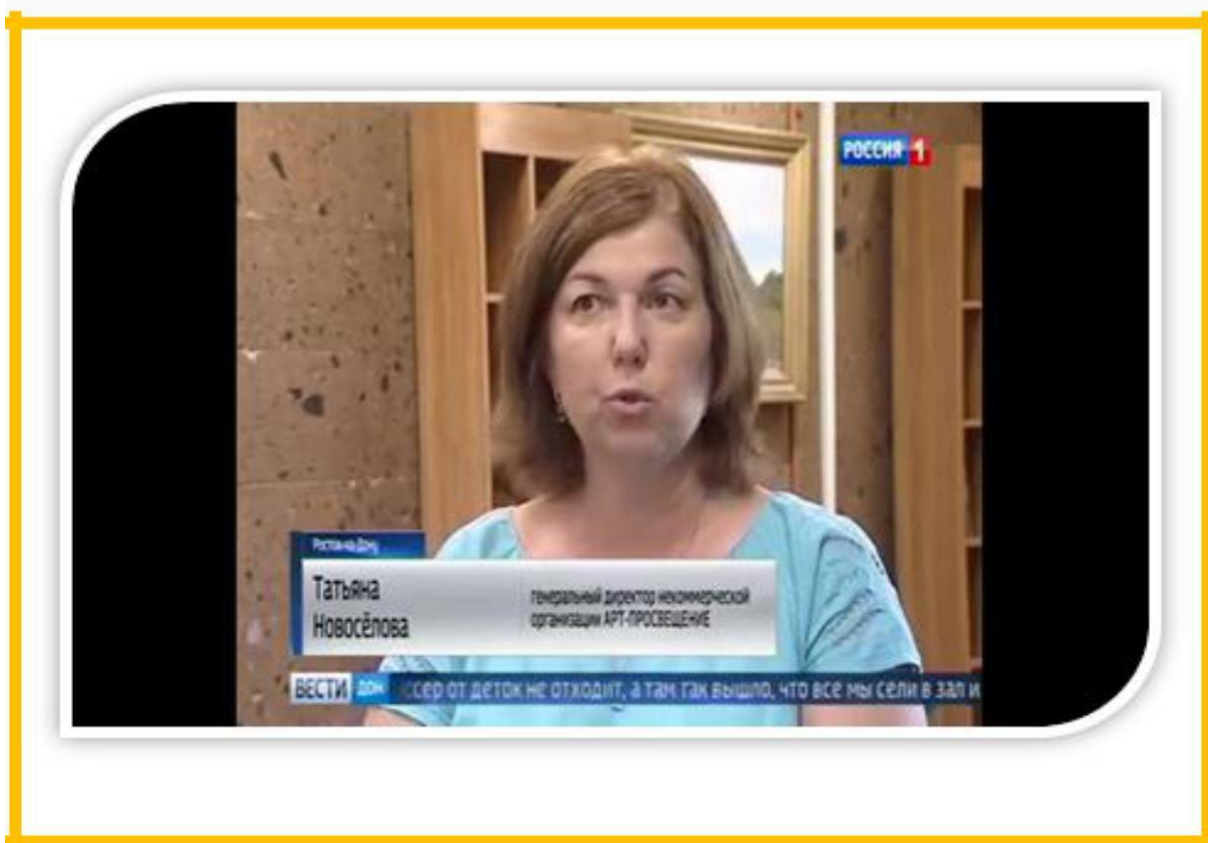 РОССИЯ 1
Ростов-на-Дону
Татьяна
Новосёлова
генеральный директор некоммерческой
организации АРТ-ПРОСВЕЩЕНИЕ
ВЕСТИ ДОН ссер от деток не отходит, а там так вышло, что все мы сели в зал и